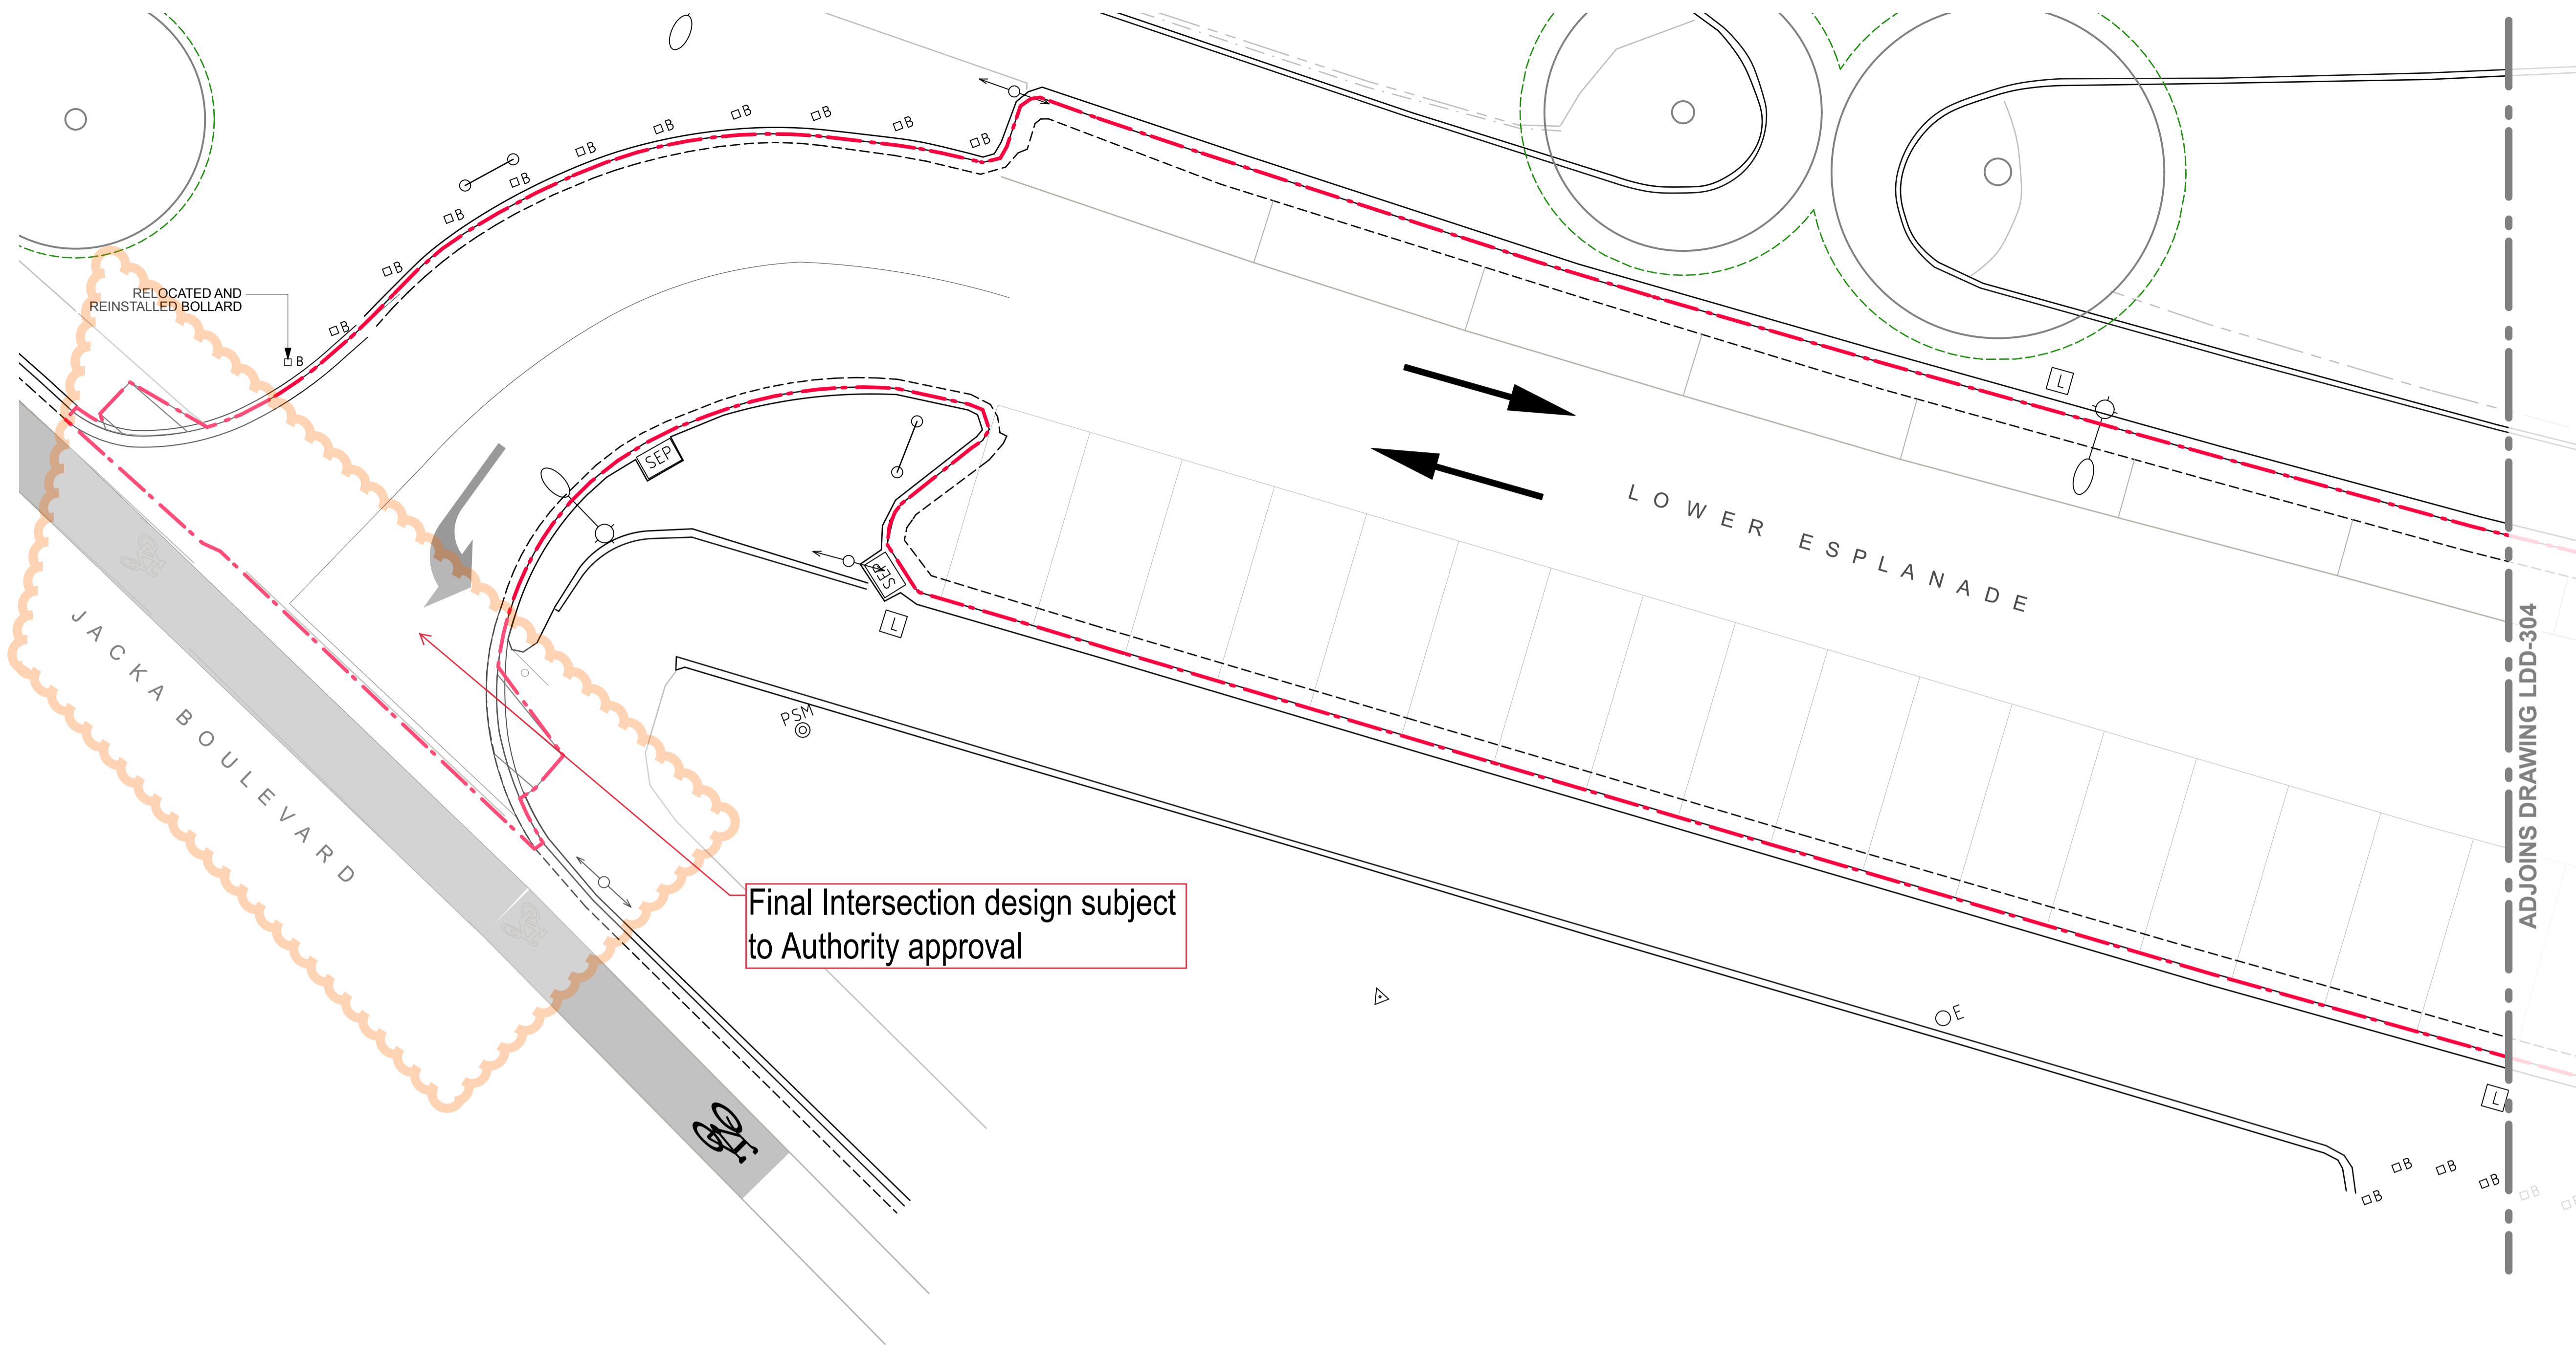 B
B
B
B
B
B
B
B
B
B
B
RELOCATED AND
REINSTALLED BOLLARD
B
SEP
SEP
L
L
LOWER ESPLANADE
JACKA BOULEVARD
PSM
Final Intersection design subject
to Authority approval
E
ADJOINS DRAWING LDD-304
L
B
B
B
B
B
B